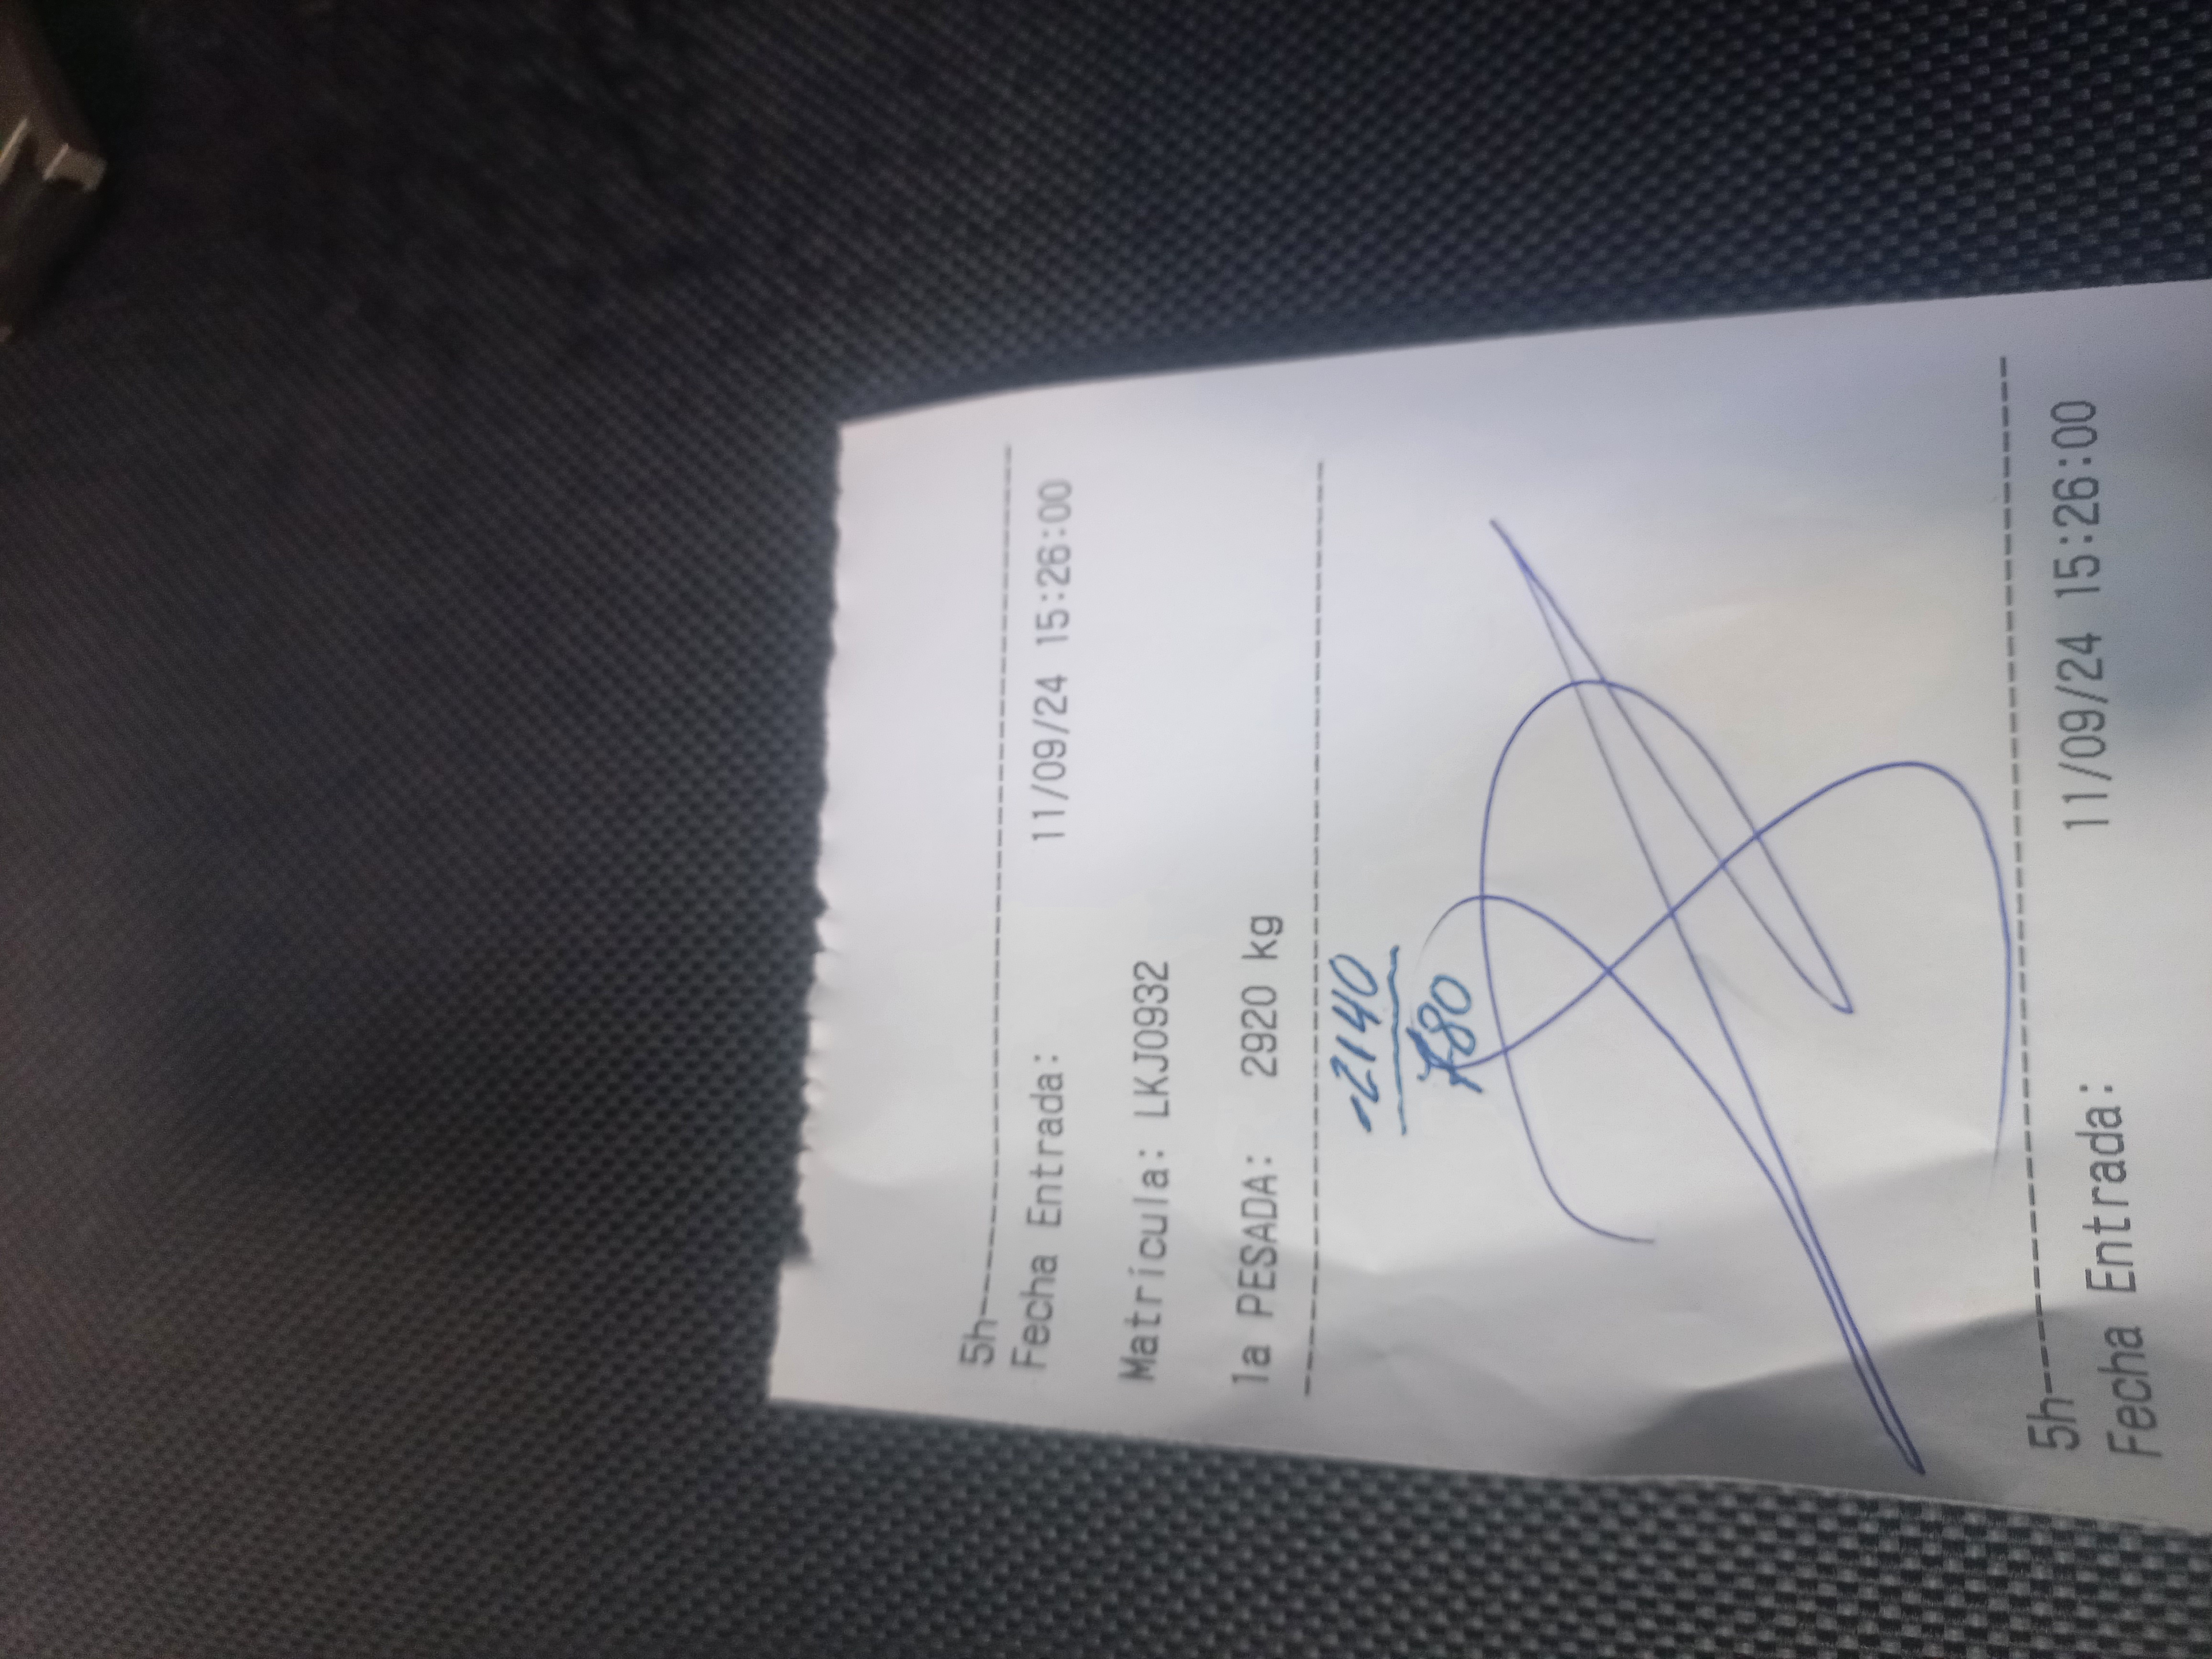 5h------------------------------
Fecha Entrada: 11/09/24 15:26:00
Matrícula: LKJ0932
1a PESADA: 2920 kg
--------------------------------
-2140
780
5h------------------------------
Fecha Entrada: 11/09/24 15:26:00